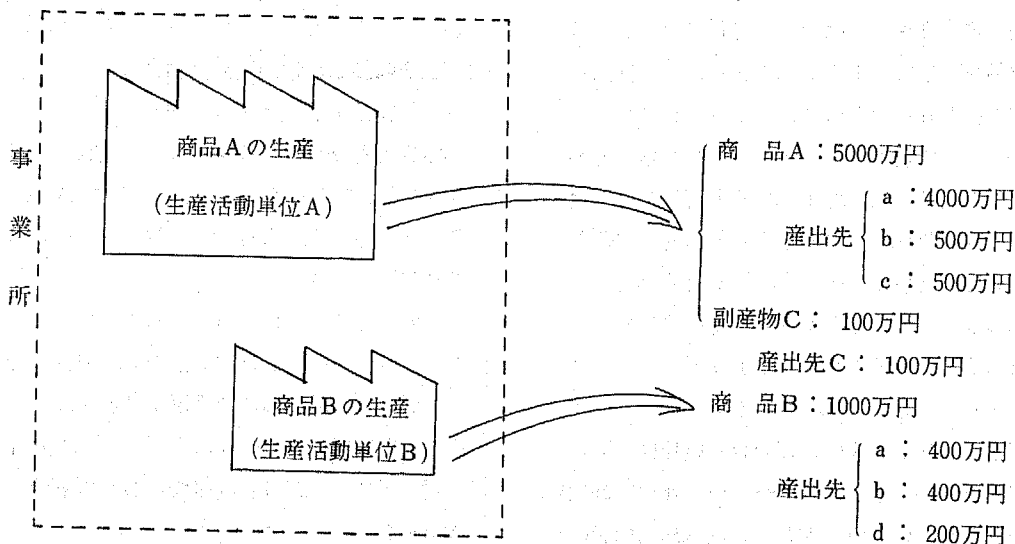 事業所
商品Aの生産
(生産活動単位A)
商品Bの生産
(生産活動単位B)
商　品A：5000万円
産出先
a ：4000万円
b ： 500万円
c ： 500万円
副産物C： 100万円
産出先C： 100万円
商　品B：1000万円
産出先
a ： 400万円
b ： 400万円
d ： 200万円